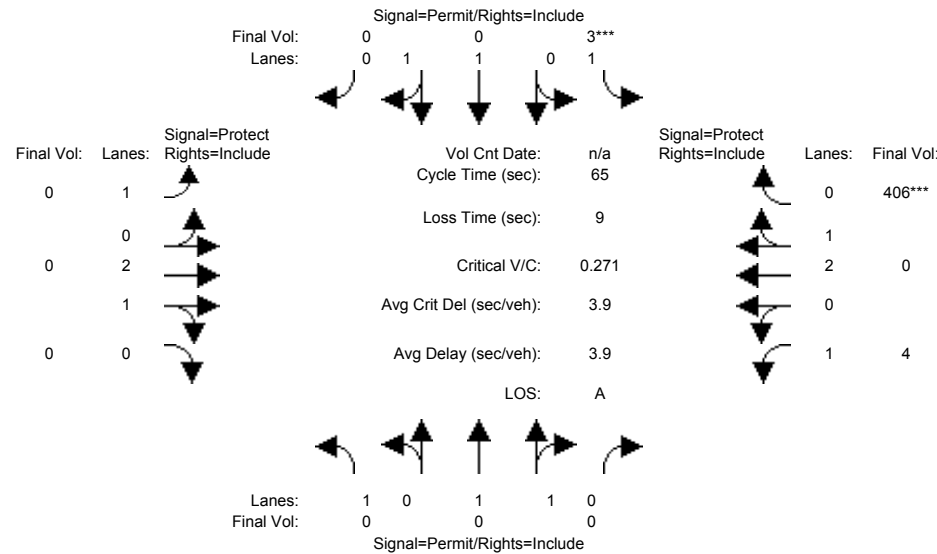 Signal=Permit/Rights=Include
Final Vol: 0 0 3***
Lanes: 0 1 1 0 1
Signal=Protect Signal=Protect
Final Vol: Lanes: Rights=Include Vol Cnt Date: n/a Rights=Include Lanes: Final Vol:
Cycle Time (sec): 65
0 1 0 406***
Loss Time (sec): 9
0 1
0 2 Critical V/C: 0.271 2 0
1 Avg Crit Del (sec/veh): 3.9 0
0 0 Avg Delay (sec/veh): 3.9 1 4
LOS: A
Lanes: 1 0 1 1 0
Final Vol: 0 0 0
Signal=Permit/Rights=Include